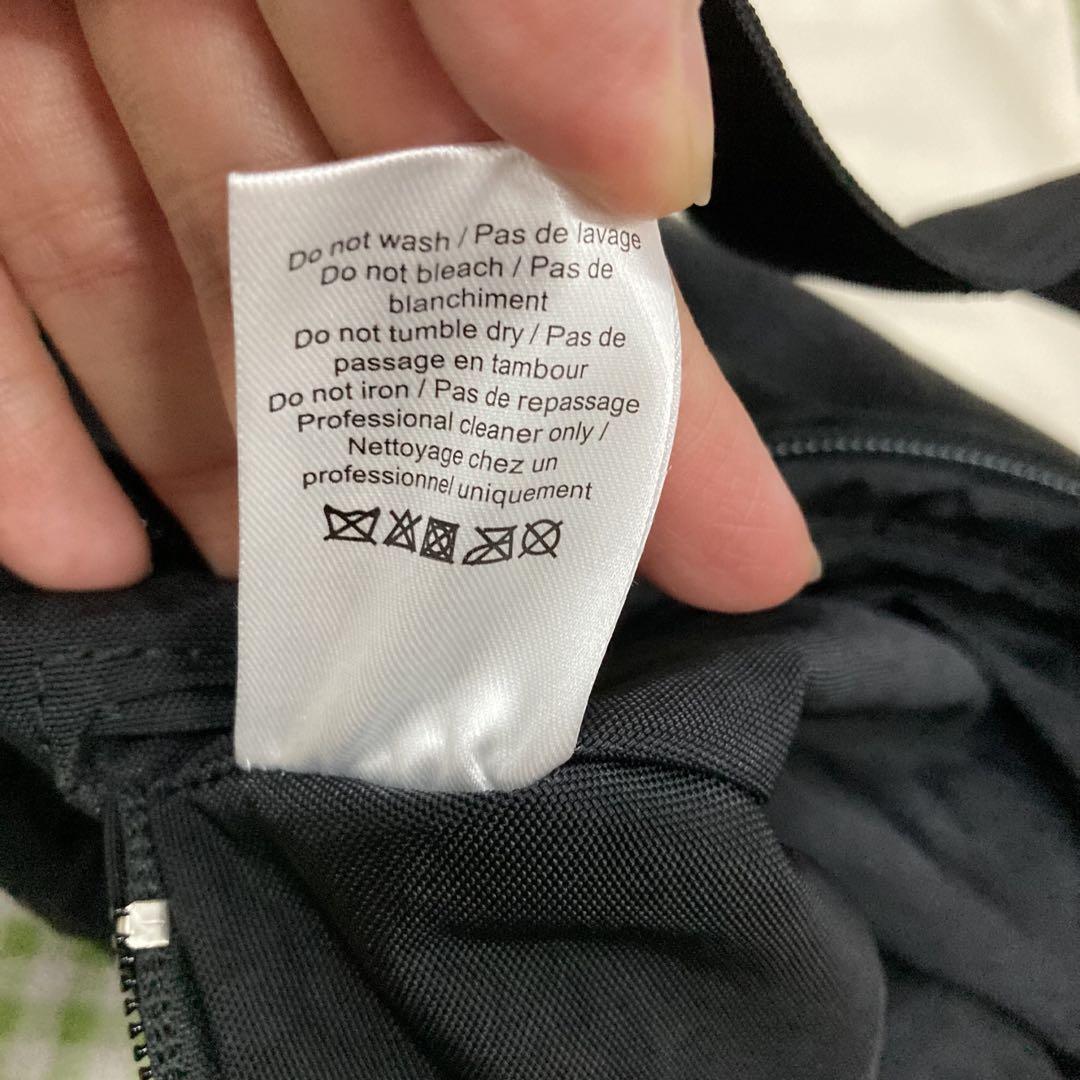 Do not wash / Pas de lavage
Do not bleach / Pas de
blanchiment
Do not tumble dry / Pas de
passage en tambour
Do not iron / Pas de repassage
Professional cleaner only /
Nettoyage chez un
professionnel uniquement